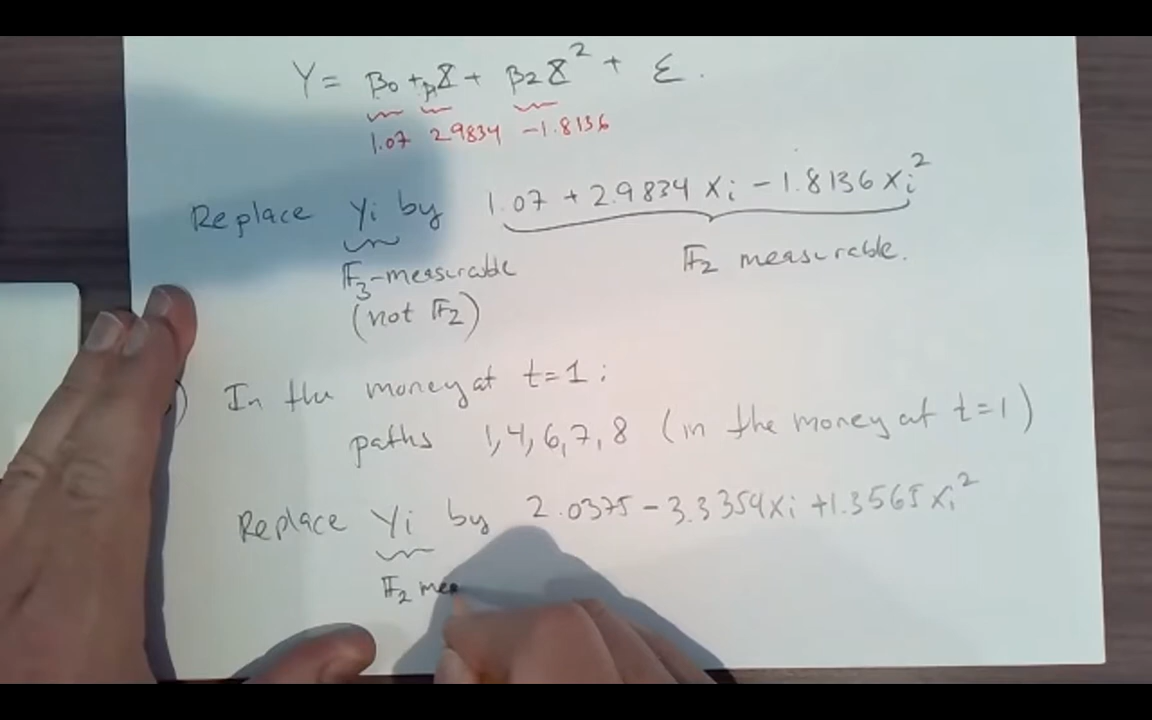 Y = β0 + β1X + β2X² + ε.
1.07 2.9834 -1.8136
Replace Yi by 1.07 + 2.9834 Xi - 1.8136 Xi²
𝔽3-measurable 𝔽2 measurable.
(not 𝔽2)
) In the money at t=1:
paths 1,4,6,7,8 (in the money at t=1)
Replace Yi by 2.0375 - 3.3354Xi + 1.3565 Xi²
𝔽2 mea